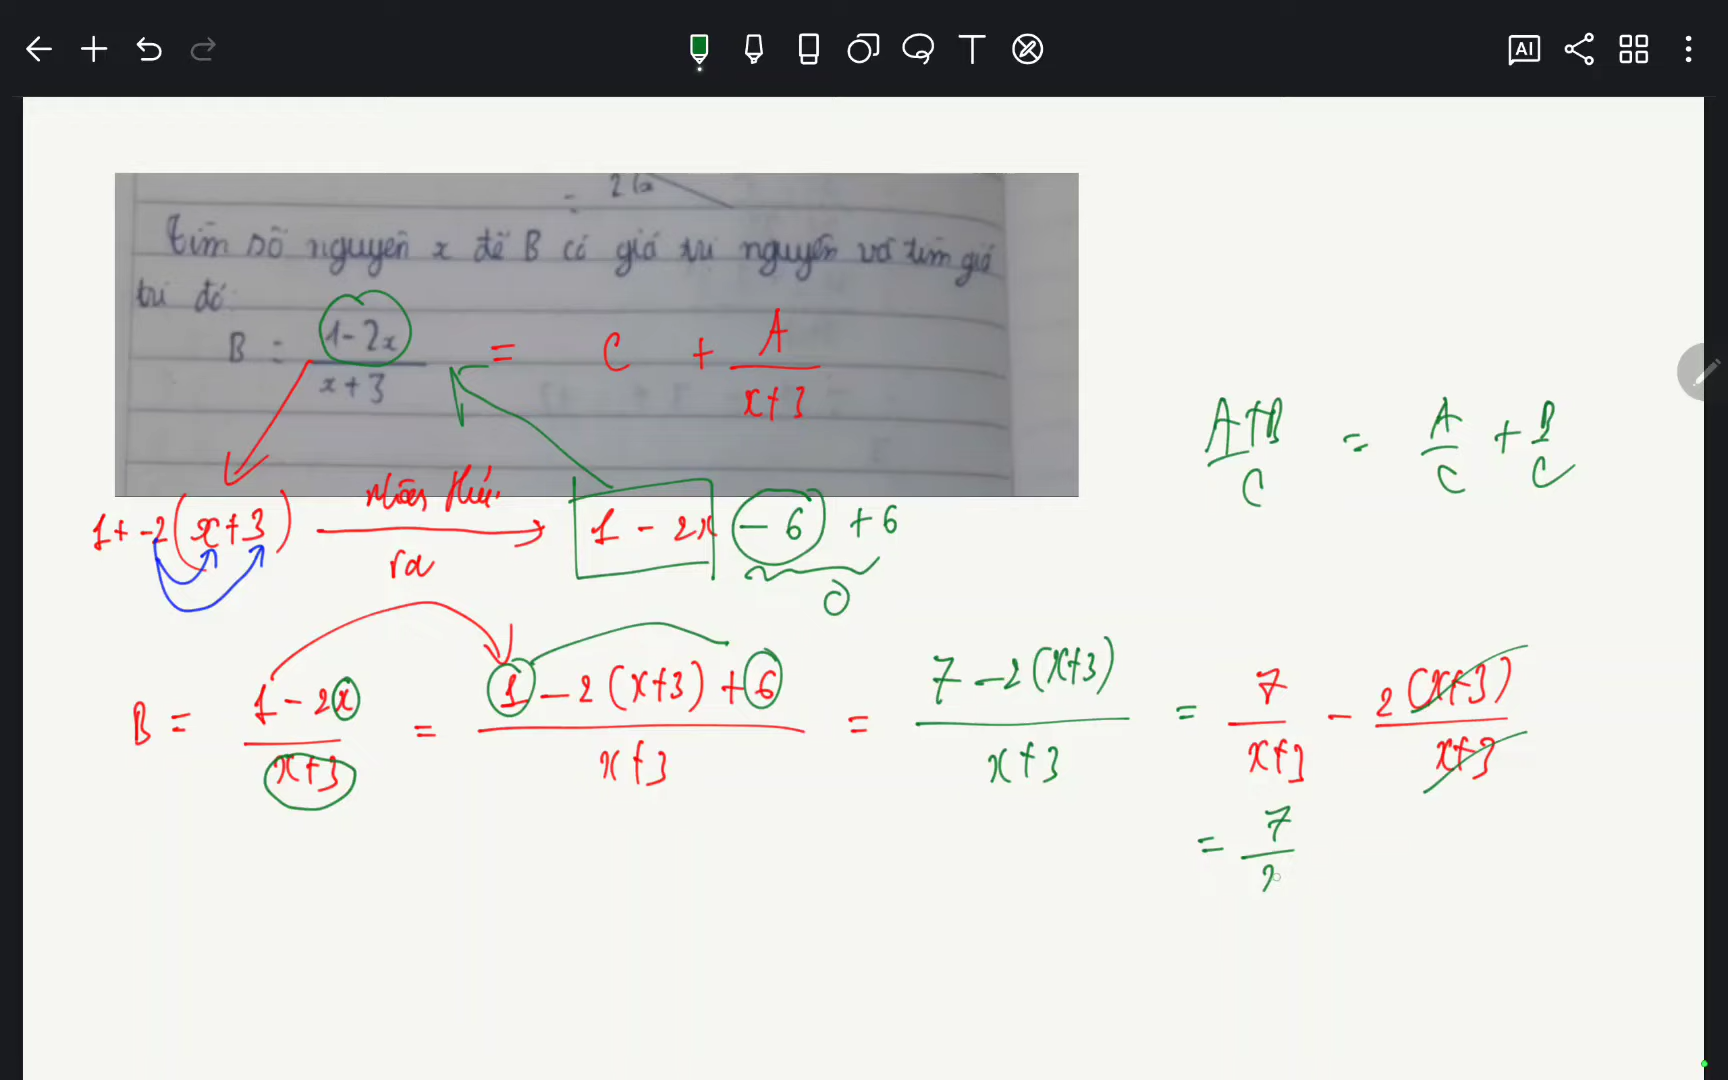 AI
2
tìm số nguyên x để B có giá trị nguyên và tìm giá
trị đó:
B = (1-2x)/(x+3) = C + A/(x+3)
(A+B)/C = A/C + B/C
1 + -2(x+3) nhân thức ra → 1 - 2x - 6 + 6
0
B = (1-2x)/(x+3) = (1-2(x+3)+6)/(x+3) = (7-2(x+3))/(x+3) = 7/(x+3) - 2(x+3)/(x+3)
= 7/